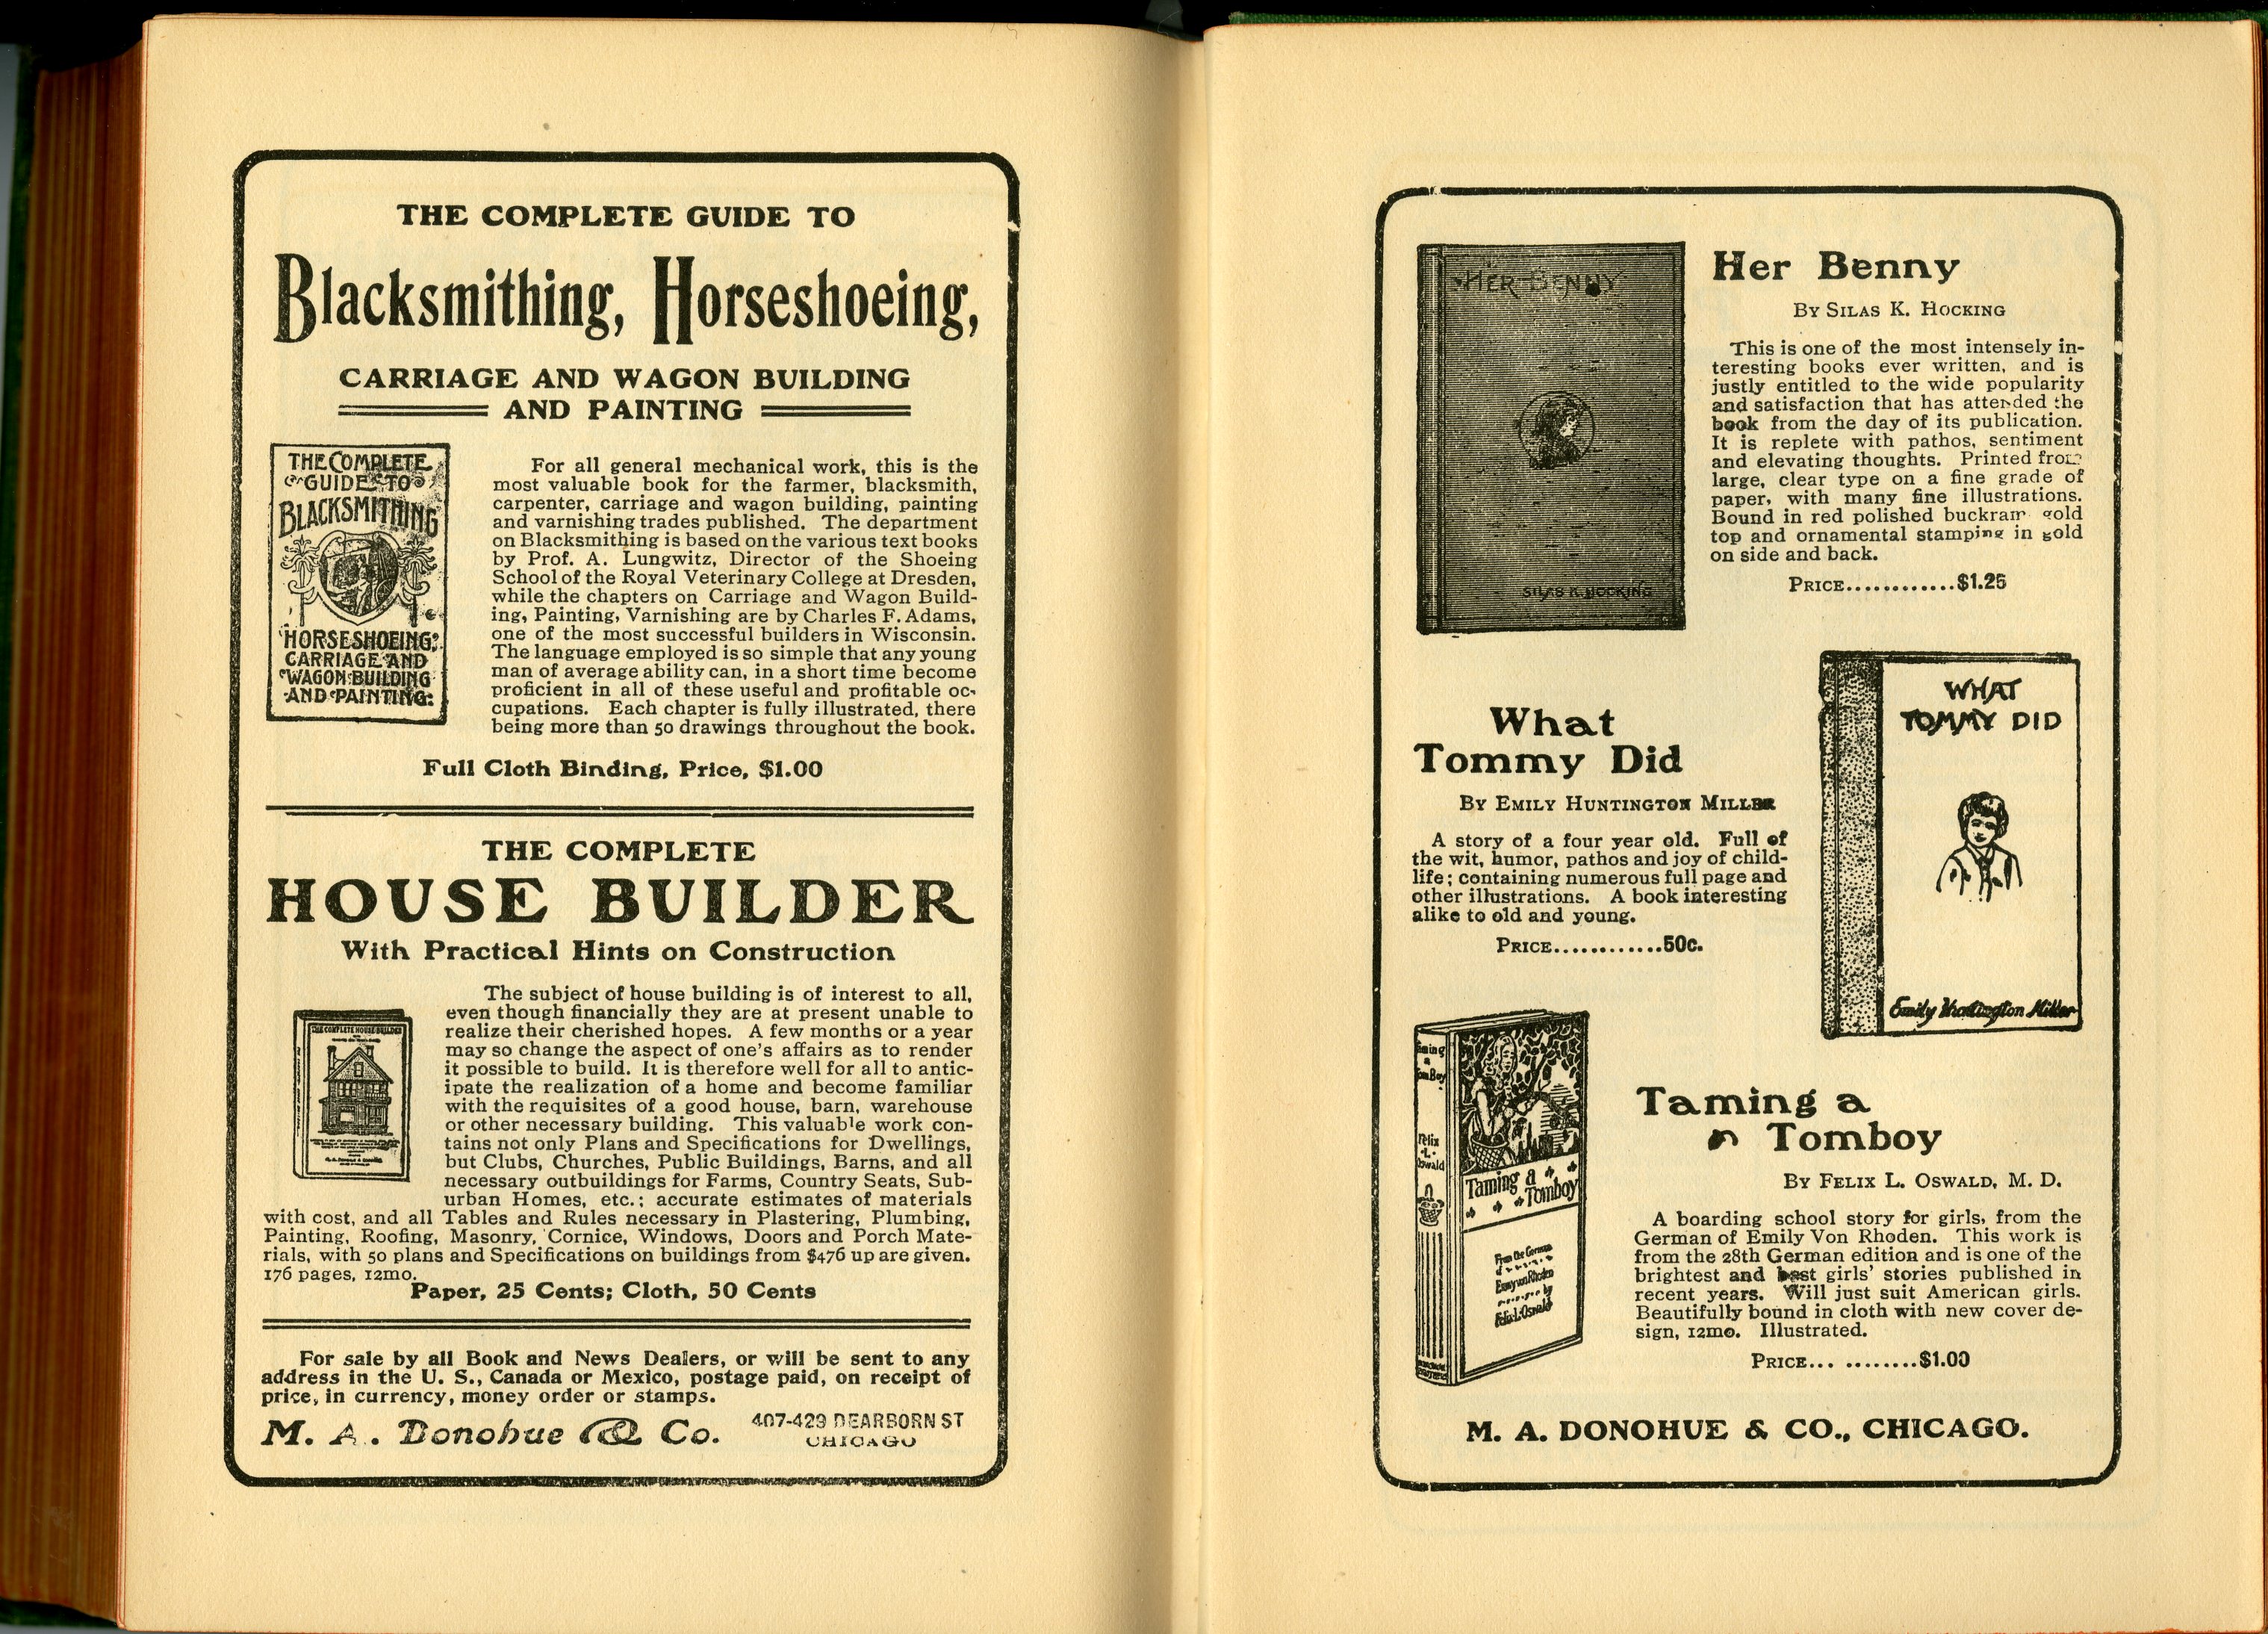 THE COMPLETE GUIDE TO
Blacksmithing, Horseshoeing,
CARRIAGE AND WAGON BUILDING
AND PAINTING
THE COMPLETE
GUIDE TO
BLACKSMITHING
HORSESHOEING,
CARRIAGE AND
WAGON BUILDING
AND PAINTING
For all general mechanical work, this is the
most valuable book for the farmer, blacksmith,
carpenter, carriage and wagon building, painting
and varnishing trades published. The department
on Blacksmithing is based on the various text books
by Prof. A. Lungwitz, Director of the Shoeing
School of the Royal Veterinary College at Dresden,
while the chapters on Carriage and Wagon Build-
ing, Painting, Varnishing are by Charles F. Adams,
one of the most successful builders in Wisconsin.
The language employed is so simple that any young
man of average ability can, in a short time become
proficient in all of these useful and profitable oc-
cupations. Each chapter is fully illustrated, there
being more than 50 drawings throughout the book.
Full Cloth Binding, Price, $1.00
THE COMPLETE
HOUSE BUILDER
With Practical Hints on Construction
THE COMPLETE HOUSE BUILDER
The subject of house building is of interest to all,
even though financially they are at present unable to
realize their cherished hopes. A few months or a year
may so change the aspect of one's affairs as to render
it possible to build. It is therefore well for all to antic-
ipate the realization of a home and become familiar
with the requisites of a good house, barn, warehouse
or other necessary building. This valuable work con-
tains not only Plans and Specifications for Dwellings,
but Clubs, Churches, Public Buildings, Barns, and all
necessary outbuildings for Farms, Country Seats, Sub-
urban Homes, etc.; accurate estimates of materials
with cost, and all Tables and Rules necessary in Plastering, Plumbing,
Painting, Roofing, Masonry, Cornice, Windows, Doors and Porch Mate-
rials, with 50 plans and Specifications on buildings from $476 up are given.
176 pages, 12mo.
Paper, 25 Cents; Cloth, 50 Cents
For sale by all Book and News Dealers, or will be sent to any
address in the U. S., Canada or Mexico, postage paid, on receipt of
price, in currency, money order or stamps.
M. A. Donohue & Co.
407-429 DEARBORN ST
CHICAGO
HER BENNY
SILAS K. HOCKING
Her Benny
BY SILAS K. HOCKING
This is one of the most intensely in-
teresting books ever written, and is
justly entitled to the wide popularity
and satisfaction that has attended the
book from the day of its publication.
It is replete with pathos, sentiment
and elevating thoughts. Printed from
large, clear type on a fine grade of
paper, with many fine illustrations.
Bound in red polished buckram gold
top and ornamental stamping in gold
on side and back.
PRICE............$1.25
What
Tommy Did
BY EMILY HUNTINGTON MILLER
A story of a four year old. Full of
the wit, humor, pathos and joy of child-
life; containing numerous full page and
other illustrations. A book interesting
alike to old and young.
PRICE............50c.
WHAT
TOMMY DID
Emily Huntington Miller
Taming
a
Tom Boy
Felix
L.
Oswald
Taming a
Tomboy
From the German
of
Emmy von Rhoden
by
Felix L. Oswald
Taming a
Tomboy
BY FELIX L. OSWALD, M. D.
A boarding school story for girls, from the
German of Emily Von Rhoden. This work is
from the 28th German edition and is one of the
brightest and best girls' stories published in
recent years. Will just suit American girls.
Beautifully bound in cloth with new cover de-
sign, 12mo. Illustrated.
PRICE... ........$1.00
M. A. DONOHUE & CO., CHICAGO.